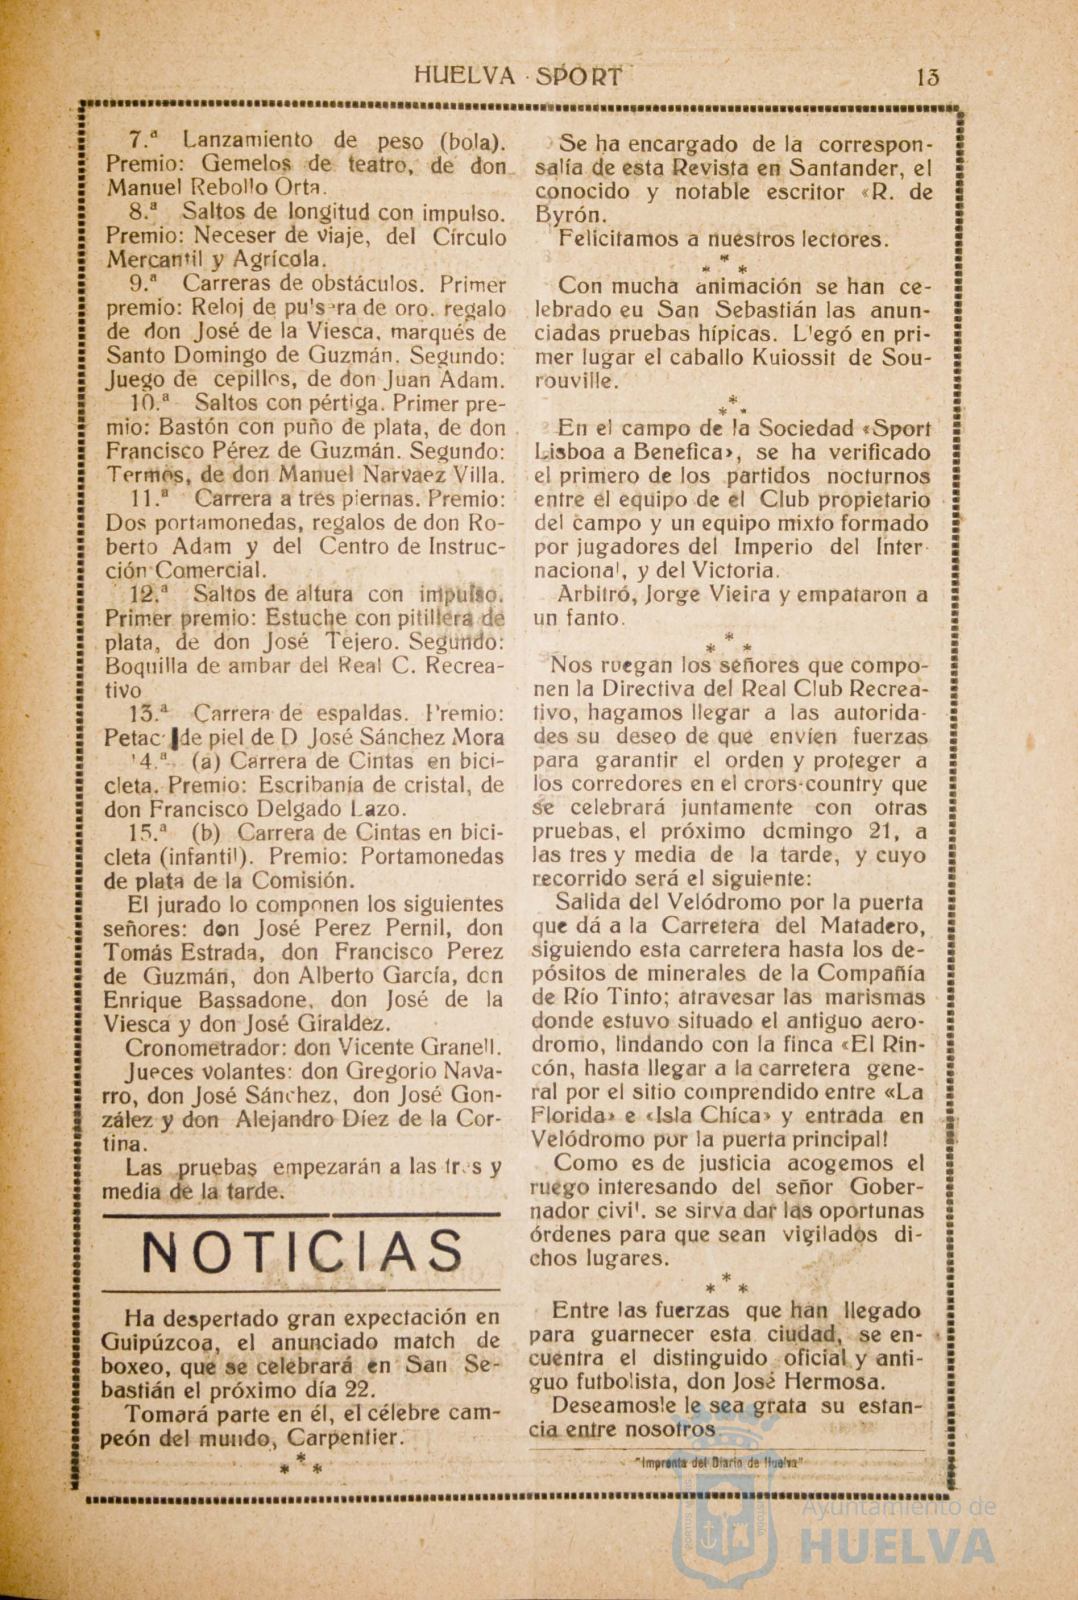 HUELVA · SPORT
13
7.ª Lanzamiento de peso (bola).
Premio: Gemelos de teatro, de don
Manuel Rebollo Orta.
8.ª Saltos de longitud con impulso.
Premio: Neceser de viaje, del Círculo
Mercantil y Agrícola.
9.ª Carreras de obstáculos. Primer
premio: Reloj de pulsera de oro. regalo
de don José de la Viesca, marqués de
Santo Domingo de Guzmán. Segundo:
Juego de cepillos, de don Juan Adam.
10.ª Saltos con pértiga. Primer pre-
mio: Bastón con puño de plata, de don
Francisco Pérez de Guzmán. Segundo:
Termos, de don Manuel Narvaez Villa.
11.ª Carrera a tres piernas. Premio:
Dos portamonedas, regalos de don Ro-
berto Adam y del Centro de Instruc-
ción Comercial.
12.ª Saltos de altura con impulso.
Primer premio: Estuche con pitillera de
plata, de don José Tejero. Segundo:
Boquilla de ambar del Real C. Recrea-
tivo
13.ª Carrera de espaldas. Premio:
Petac de piel de D José Sánchez Mora
'4.ª (a) Carrera de Cintas en bici-
cleta. Premio: Escribanía de cristal, de
don Francisco Delgado Lazo.
15.ª (b) Carrera de Cintas en bici-
cleta (infantil). Premio: Portamonedas
de plata de la Comisión.
El jurado lo componen los siguientes
señores: don José Perez Pernil, don
Tomás Estrada, don Francisco Perez
de Guzmán, don Alberto García, don
Enrique Bassadone, don José de la
Viesca y don José Giraldez.
Cronometrador: don Vicente Granell.
Jueces volantes: don Gregorio Nava-
rro, don José Sánchez, don José Gon-
zález y don Alejandro Díez de la Cor-
tina.
Las pruebas empezarán a las tres y
media de la tarde.
NOTICIAS
Ha despertado gran expectación en
Guipúzcoa, el anunciado match de
boxeo, que se celebrará en San Se-
bastián el próximo día 22.
Tomará parte en él, el célebre cam-
peón del mundo, Carpentier.
* * *
Se ha encargado de la correspon-
salía de esta Revista en Santander, el
conocido y notable escritor «R. de
Byrón.
Felicitamos a nuestros lectores.
* * *
Con mucha animación se han ce-
lebrado eu San Sebastián las anun-
ciadas pruebas hípicas. L'egó en pri-
mer lugar el caballo Kuiossit de Sou-
rouville.
* * *
En el campo de la Sociedad «Sport
Lisboa a Benefica», se ha verificado
el primero de los partidos nocturnos
entre el equipo de el Club propietario
del campo y un equipo mixto formado
por jugadores del Imperio del Inter-
nacional, y del Victoria.
Arbitró, Jorge Vieira y empataron a
un tanto.
* * *
Nos ruegan los señores que compo-
nen la Directiva del Real Club Recrea-
tivo, hagamos llegar a las autorida-
des su deseo de que envíen fuerzas
para garantir el orden y proteger a
los corredores en el crors-country que
se celebrará juntamente con otras
pruebas, el próximo domingo 21, a
las tres y media de la tarde, y cuyo
recorrido será el siguiente:
Salida del Velódromo por la puerta
que dá a la Carretera del Matadero,
siguiendo esta carretera hasta los de-
pósitos de minerales de la Compañía
de Río Tinto; atravesar las marismas
donde estuvo situado el antiguo aero-
dromo, lindando con la finca «El Rin-
cón, hasta llegar a la carretera gene-
ral por el sitio comprendido entre «La
Florida» e «Isla Chíca» y entrada en
Velódromo por la puerta principal!
Como es de justicia acogemos el
ruego interesando del señor Gober-
nador civi'. se sirva dar las oportunas
órdenes para que sean vigilados di-
chos lugares.
* * *
Entre las fuerzas que han llegado
para guarnecer esta ciudad, se en-
cuentra el distinguido oficial y anti-
guo futbolista, don José Hermosa.
Deseamosle le sea grata su estan-
cia entre nosotros
"Imprenta del Diario de Huelva"
Ayuntamiento de
HUELVA